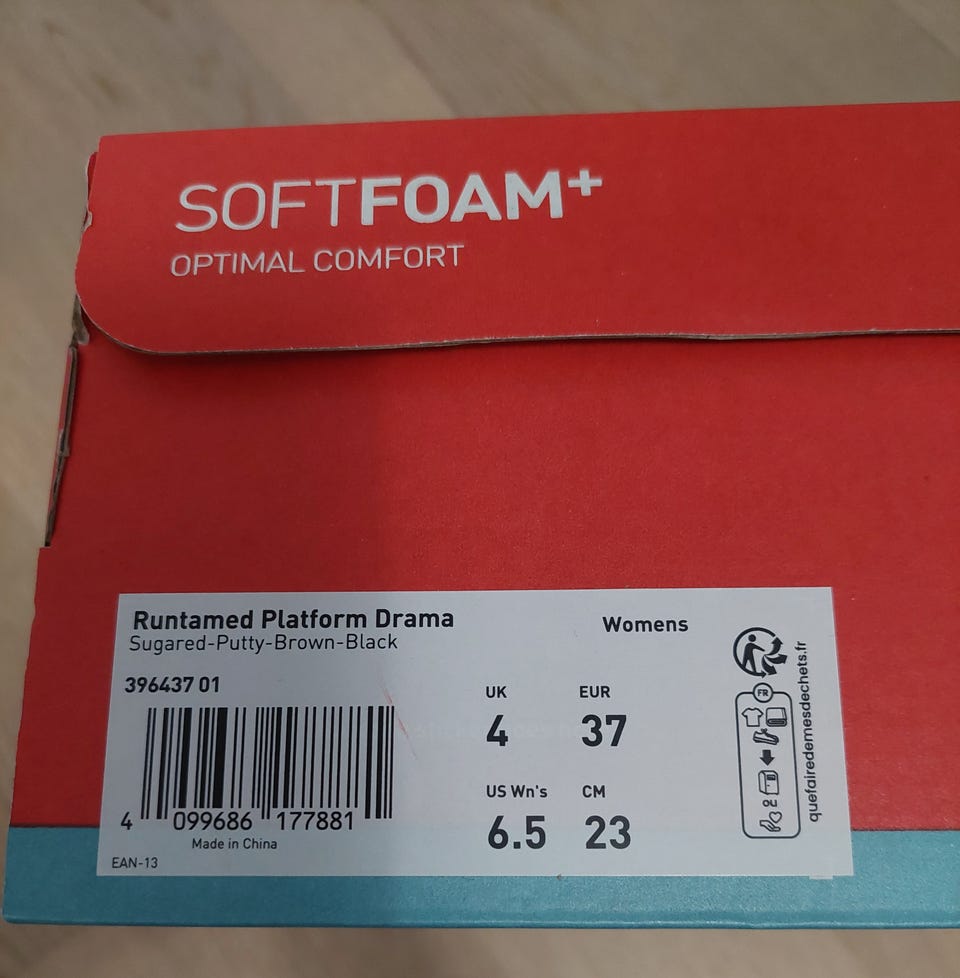 SOFTFOAM+
OPTIMAL COMFORT
Runtamed Platform Drama
Womens
Sugared-Putty-Brown-Black
396437 01
UK
EUR
4
37
US Wn's
CM
6.5
23
4 099686 177881
Made in China
EAN-13
FR
ou
quefairedemesdechets.fr